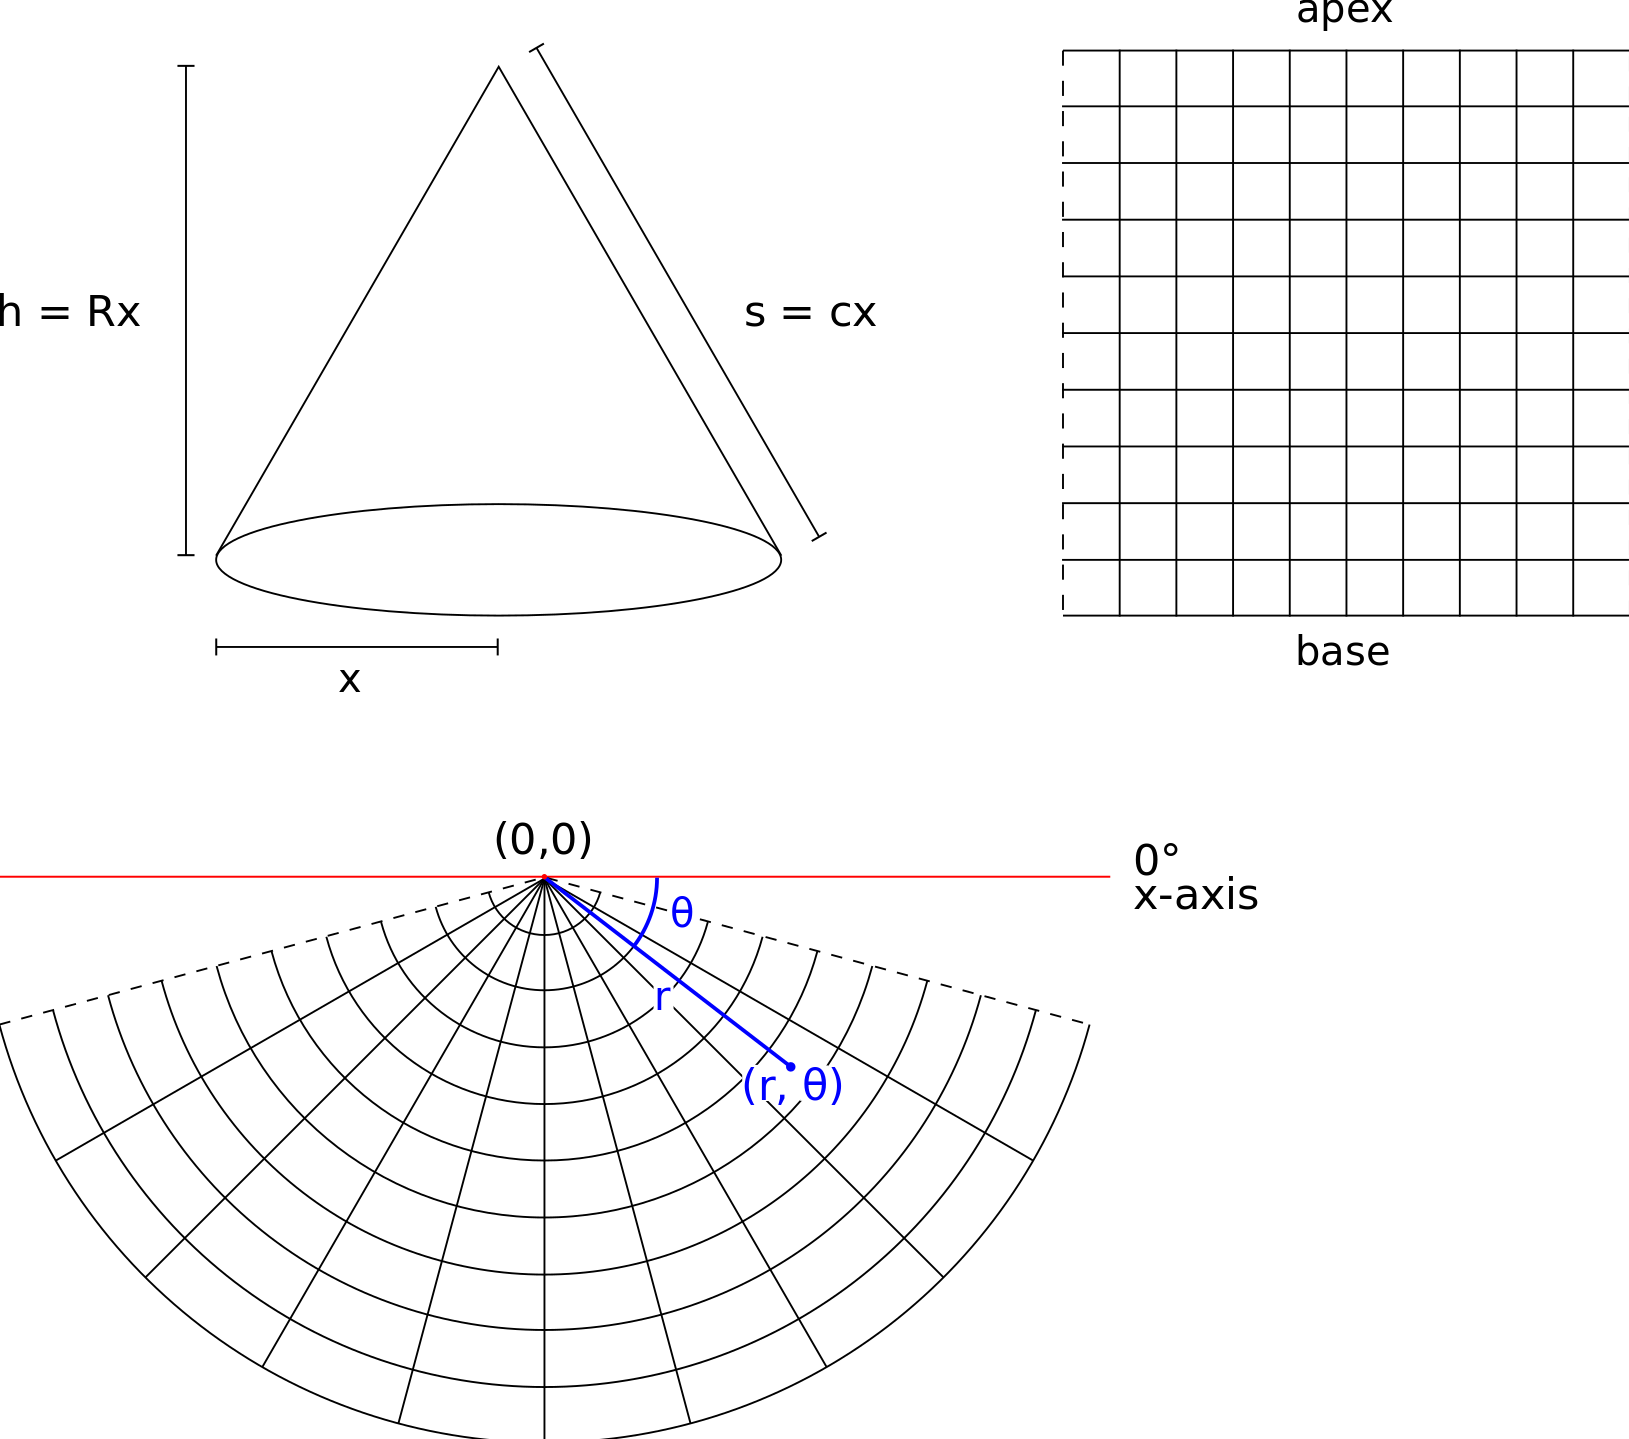 apex
h = Rx
s = cx
base
x
(0,0)
0°
x-axis
θ
r
(r, θ)